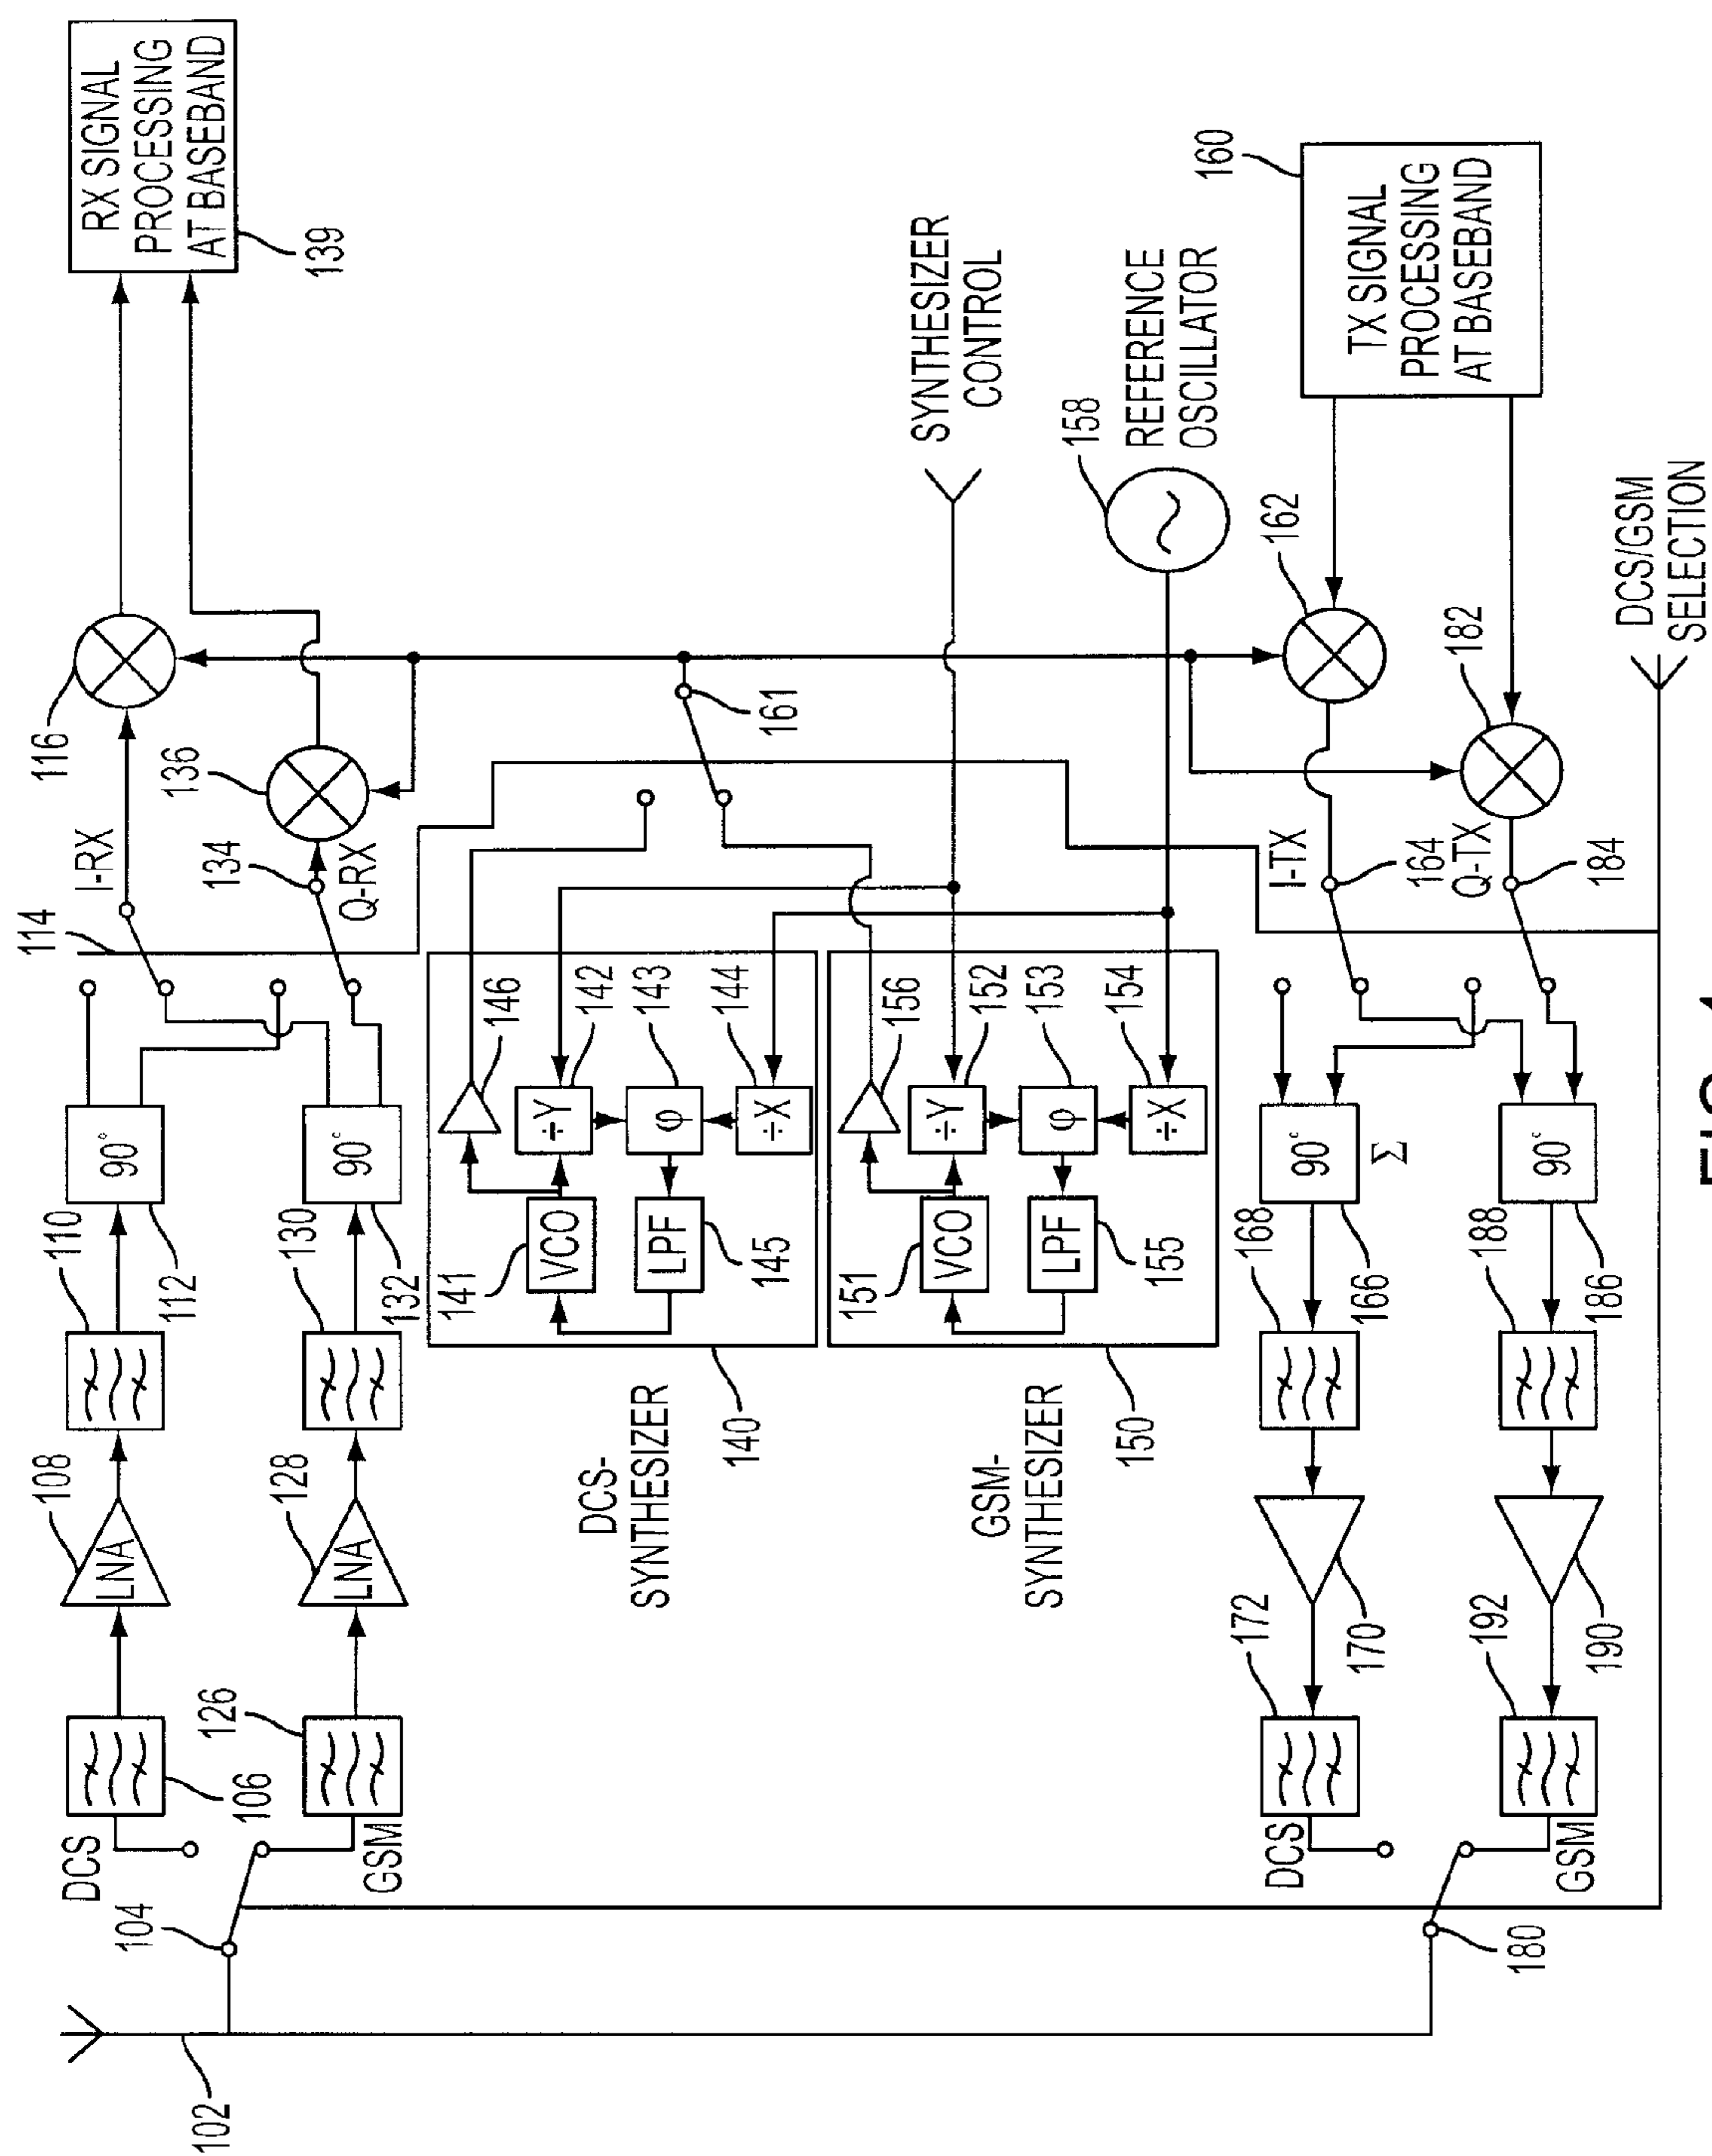 RX SIGNAL
PROCESSING
AT BASEBAND
139
116
I-RX
114
136
134
Q-RX
110
112
130
132
108
LNA
128
LNA
90°
90°
106
126
DCS
GSM
104
102
161
SYNTHESIZER
CONTROL
REFERENCE
OSCILLATOR
158
146
÷Y
142
φ
143
÷X
144
VCO
141
LPF
145
DCS-
SYNTHESIZER
140
156
÷Y
152
φ
153
÷X
154
VCO
151
LPF
155
GSM-
SYNTHESIZER
150
160
TX SIGNAL
PROCESSING
AT BASEBAND
162
182
I-TX
164
Q-TX
184
90°
Σ
166
168
90°
186
188
170
190
172
192
DCS
GSM
180
DCS/GSM
SELECTION